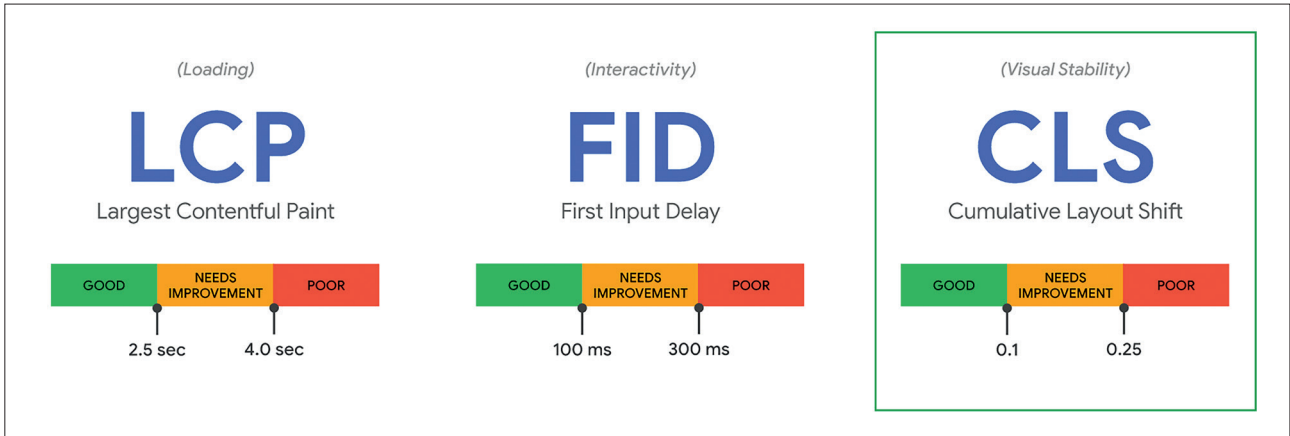 (Loading)
LCP
Largest Contentful Paint
GOOD
NEEDS
IMPROVEMENT
POOR
2.5 sec
4.0 sec
(Interactivity)
FID
First Input Delay
GOOD
NEEDS
IMPROVEMENT
POOR
100 ms
300 ms
(Visual Stability)
CLS
Cumulative Layout Shift
GOOD
NEEDS
IMPROVEMENT
POOR
0.1
0.25